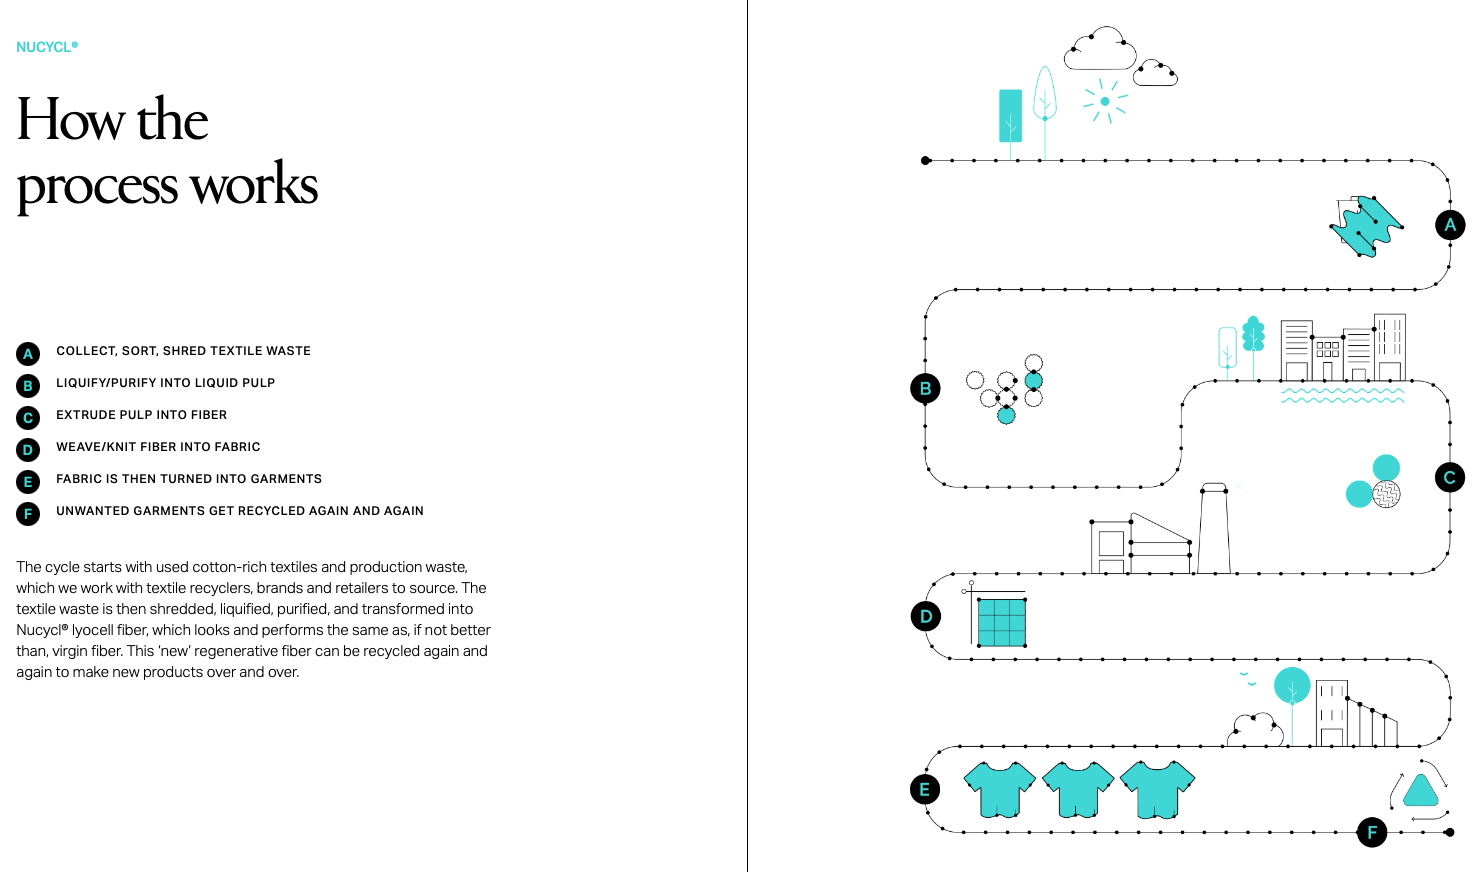 NUCYCL®
How the
process works
A COLLECT, SORT, SHRED TEXTILE WASTE
B LIQUIFY/PURIFY INTO LIQUID PULP
C EXTRUDE PULP INTO FIBER
D WEAVE/KNIT FIBER INTO FABRIC
E FABRIC IS THEN TURNED INTO GARMENTS
F UNWANTED GARMENTS GET RECYCLED AGAIN AND AGAIN
The cycle starts with used cotton-rich textiles and production waste,
which we work with textile recyclers, brands and retailers to source. The
textile waste is then shredded, liquified, purified, and transformed into
Nucycl® lyocell fiber, which looks and performs the same as, if not better
than, virgin fiber. This ‘new’ regenerative fiber can be recycled again and
again to make new products over and over.
A
B
C
D
E
F